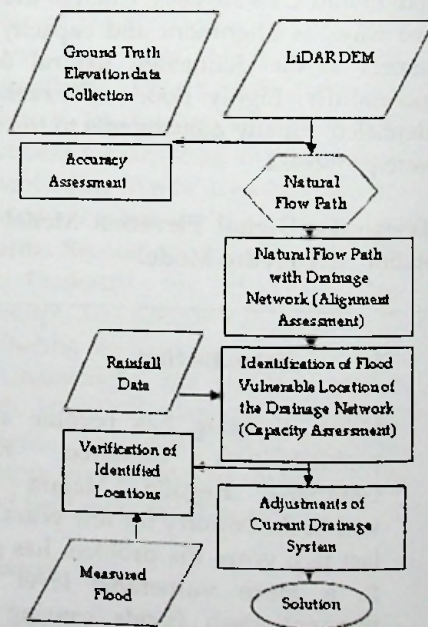 Ground Truth
Elevation data
Collection
LiDAR DEM
Accuracy
Assessment
Natural
Flow Path
Natural Flow Path
with Drainage
Network (Alignment
Assessment)
Rainfall
Data
Identification of Flood
Vulnerable Location of
the Drainage Network
(Capacity Assessment)
Verification of
Identified
Locations
Adjustments of
Current Drainage
System
Measured
Flood
Solution